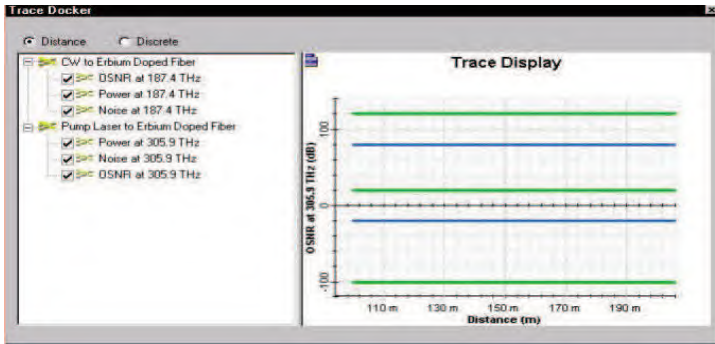 Trace Docker
Distance Discrete
CW to Erbium Doped Fiber
OSNR at 187.4 THz
Power at 187.4 THz
Noise at 187.4 THz
Pump Laser to Erbium Doped Fiber
Power at 305.9 THz
Noise at 305.9 THz
OSNR at 305.9 THz
Trace Display
OSNR at 305.9 THz (dB)
100
0
-100
110 m 130 m 150 m 170 m 190 m
Distance (m)